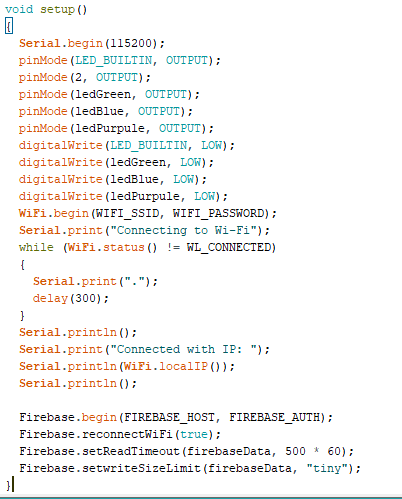 void setup()
{
Serial.begin(115200);
pinMode(LED_BUILTIN, OUTPUT);
pinMode(2, OUTPUT);
pinMode(ledGreen, OUTPUT);
pinMode(ledBlue, OUTPUT);
pinMode(ledPurpule, OUTPUT);
digitalWrite(LED_BUILTIN, LOW);
digitalWrite(ledGreen, LOW);
digitalWrite(ledBlue, LOW);
digitalWrite(ledPurpule, LOW);
WiFi.begin(WIFI_SSID, WIFI_PASSWORD);
Serial.print("Connecting to Wi-Fi");
while (WiFi.status() != WL_CONNECTED)
{
Serial.print(".");
delay(300);
}
Serial.println();
Serial.print("Connected with IP: ");
Serial.println(WiFi.localIP());
Serial.println();
Firebase.begin(FIREBASE_HOST, FIREBASE_AUTH);
Firebase.reconnectWiFi(true);
Firebase.setReadTimeout(firebaseData, 500 * 60);
Firebase.setwriteSizeLimit(firebaseData, "tiny");
}